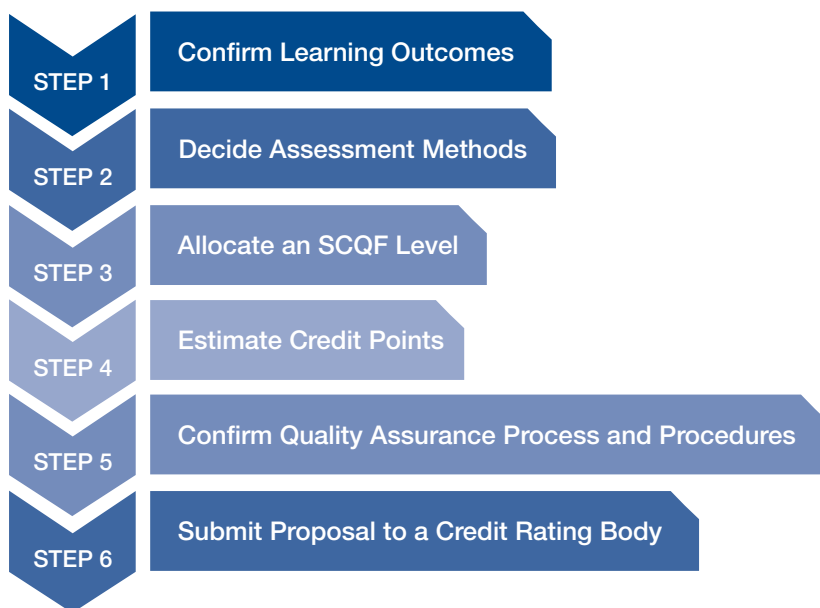 STEP 1
Confirm Learning Outcomes
STEP 2
Decide Assessment Methods
STEP 3
Allocate an SCQF Level
STEP 4
Estimate Credit Points
STEP 5
Confirm Quality Assurance Process and Procedures
STEP 6
Submit Proposal to a Credit Rating Body